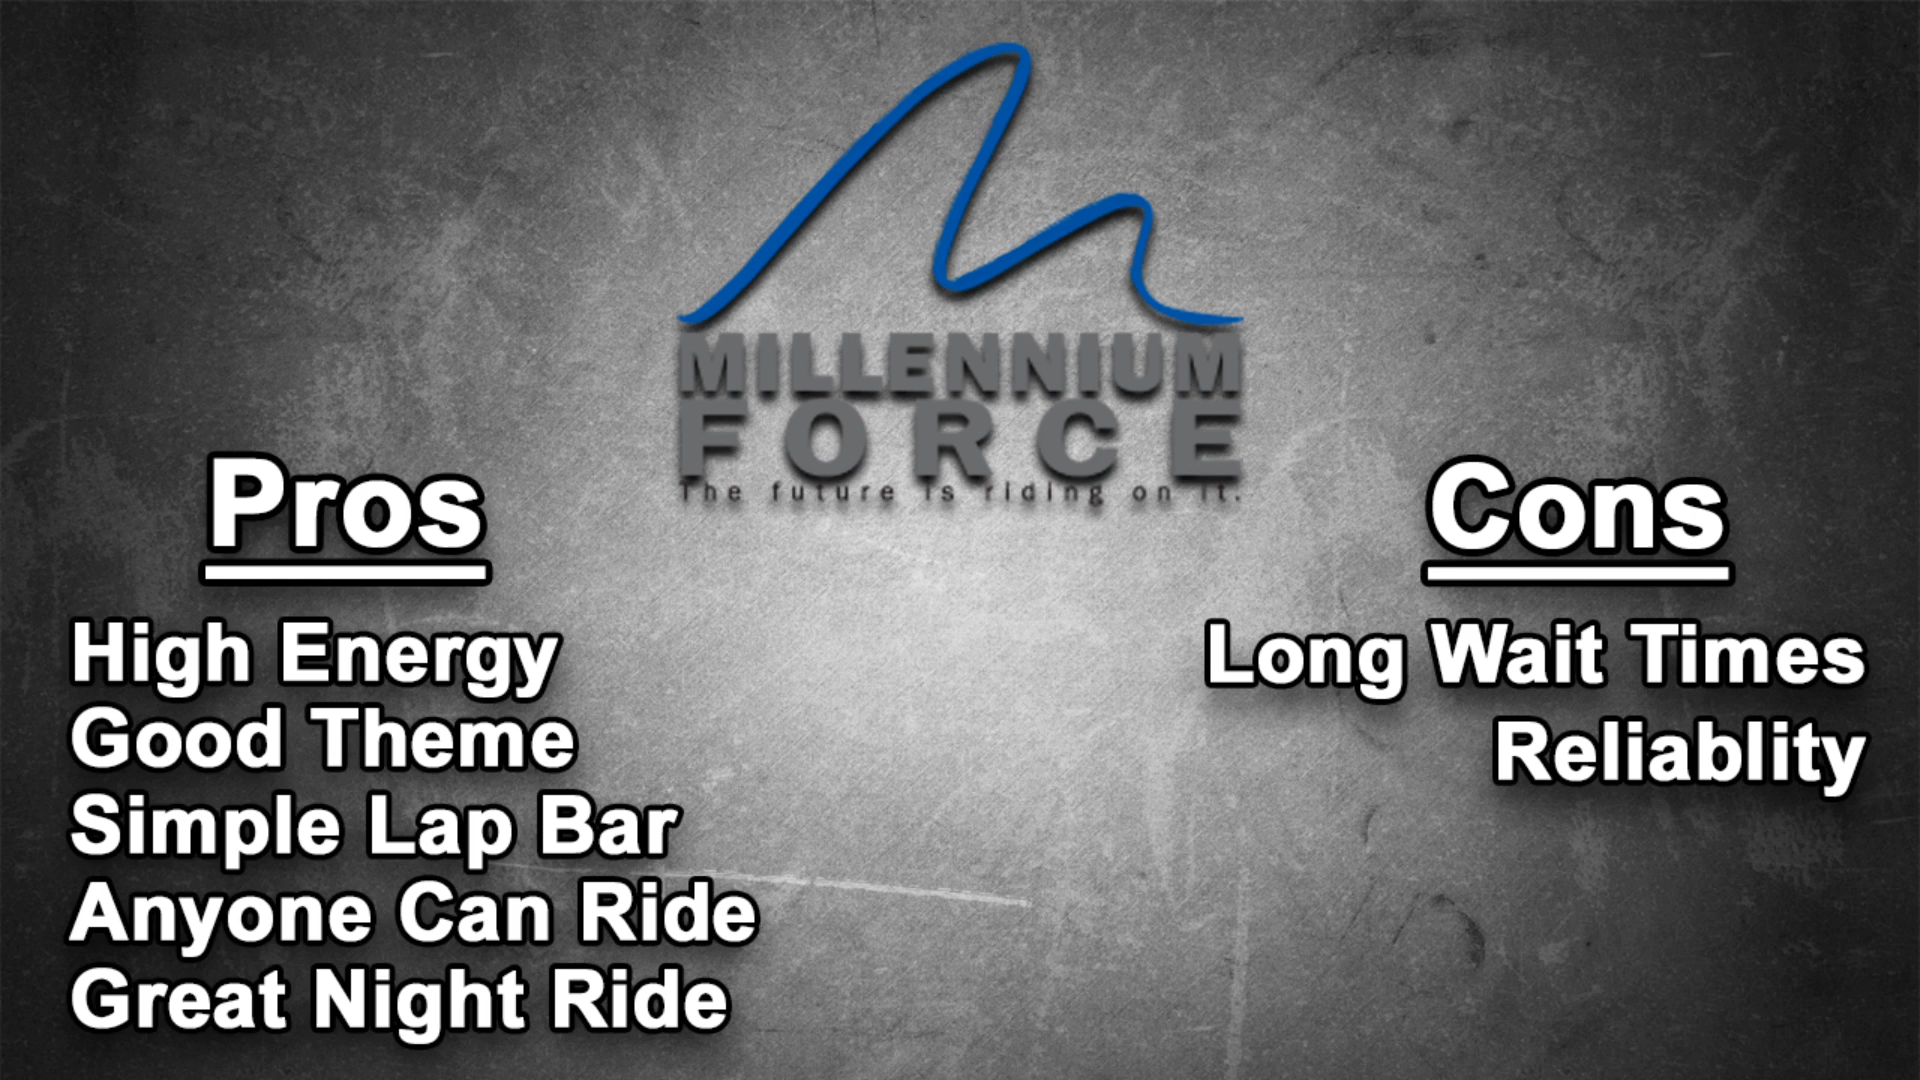 MILLENNIUM
FORCE
The future is riding on it.
Pros
High Energy
Good Theme
Simple Lap Bar
Anyone Can Ride
Great Night Ride
Cons
Long Wait Times
Reliablity